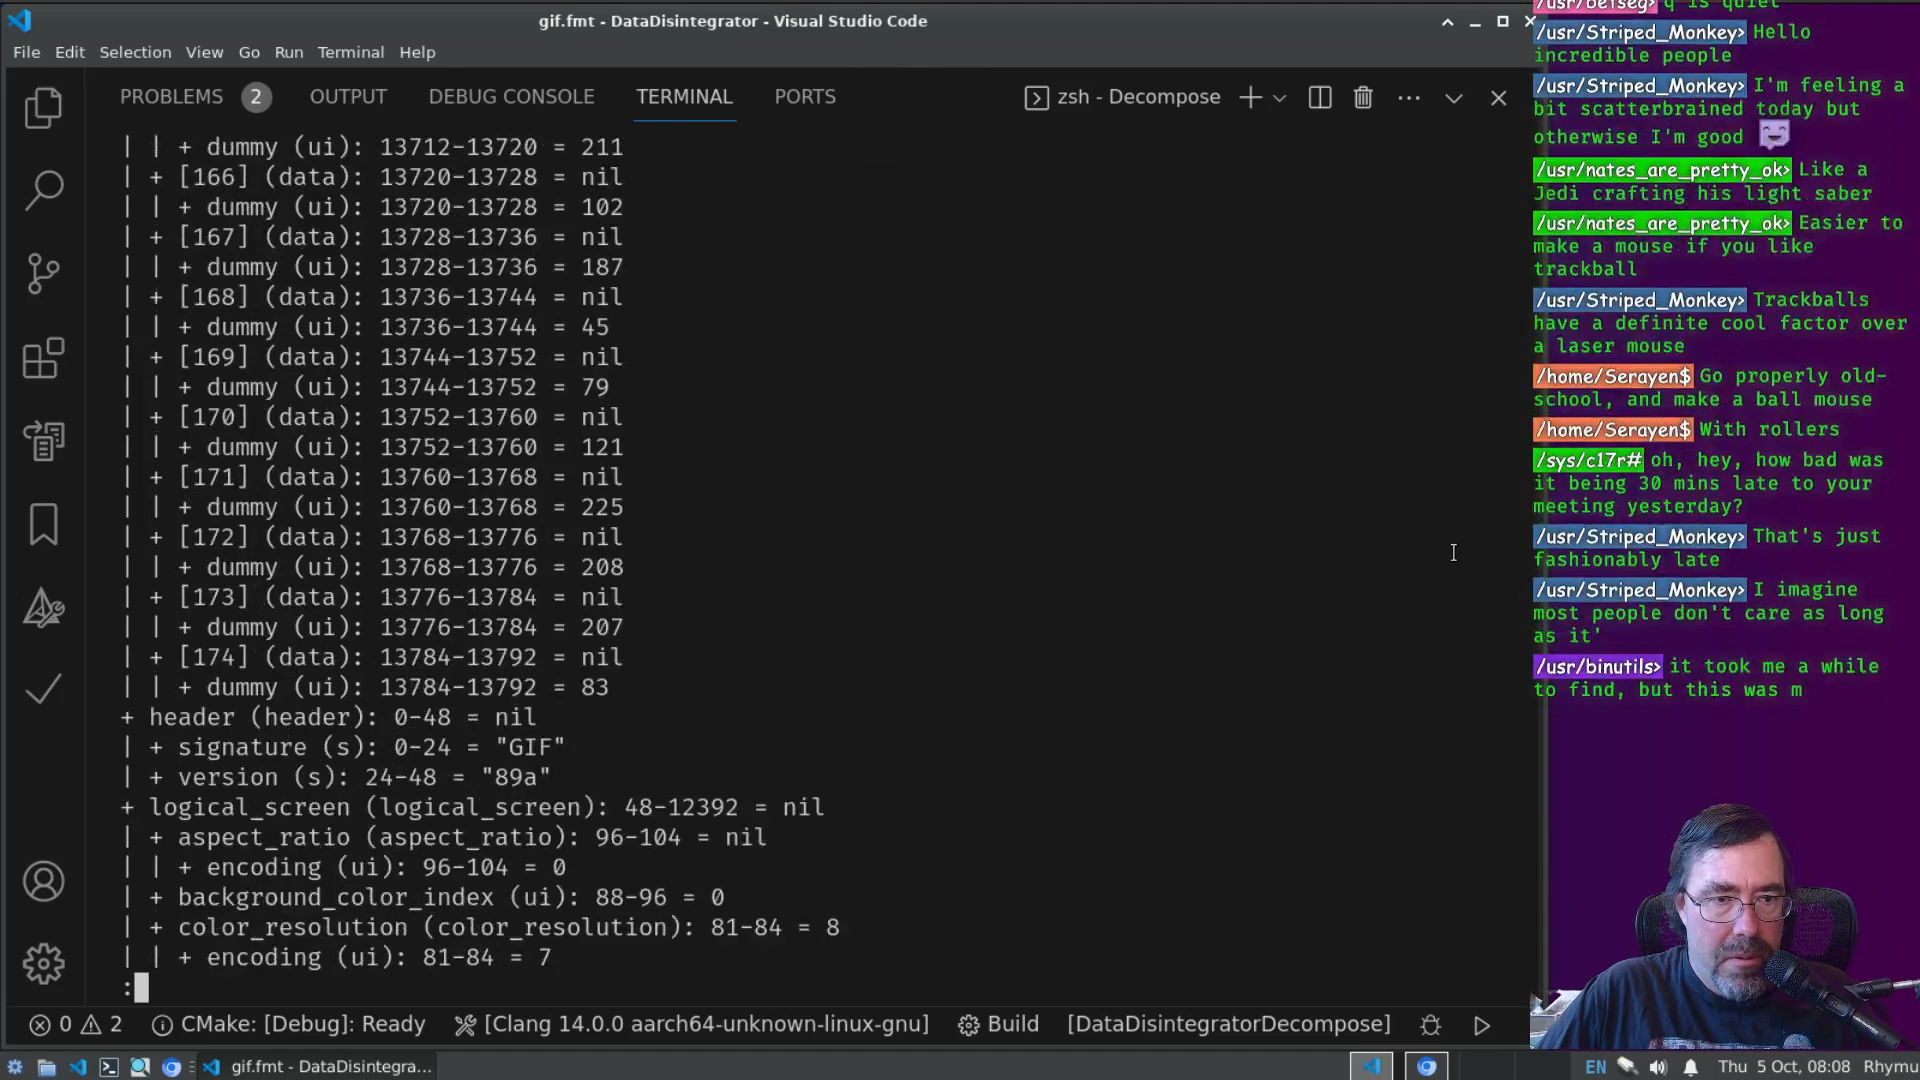 gif.fmt - DataDisintegrator - Visual Studio Code
File Edit Selection View Go Run Terminal Help
PROBLEMS 2 OUTPUT DEBUG CONSOLE TERMINAL PORTS
zsh - Decompose
| | + dummy (ui): 13712-13720 = 211
| + [166] (data): 13720-13728 = nil
| | + dummy (ui): 13720-13728 = 102
| + [167] (data): 13728-13736 = nil
| | + dummy (ui): 13728-13736 = 187
| + [168] (data): 13736-13744 = nil
| | + dummy (ui): 13736-13744 = 45
| + [169] (data): 13744-13752 = nil
| | + dummy (ui): 13744-13752 = 79
| + [170] (data): 13752-13760 = nil
| | + dummy (ui): 13752-13760 = 121
| + [171] (data): 13760-13768 = nil
| | + dummy (ui): 13760-13768 = 225
| + [172] (data): 13768-13776 = nil
| | + dummy (ui): 13768-13776 = 208
| + [173] (data): 13776-13784 = nil
| | + dummy (ui): 13776-13784 = 207
| + [174] (data): 13784-13792 = nil
| | + dummy (ui): 13784-13792 = 83
+ header (header): 0-48 = nil
| + signature (s): 0-24 = "GIF"
| + version (s): 24-48 = "89a"
+ logical_screen (logical_screen): 48-12392 = nil
| + aspect_ratio (aspect_ratio): 96-104 = nil
| | + encoding (ui): 96-104 = 0
| + background_color_index (ui): 88-96 = 0
| + color_resolution (color_resolution): 81-84 = 8
| | + encoding (ui): 81-84 = 7
:
0 2 CMake: [Debug]: Ready [Clang 14.0.0 aarch64-unknown-linux-gnu] Build [DataDisintegratorDecompose]
gif.fmt - DataDisintegra...
EN Thu 5 Oct, 08:08 Rhymu
q is quiet
/usr/Striped_Monkey> Hello
incredible people
/usr/Striped_Monkey> I'm feeling a
bit scatterbrained today but
otherwise I'm good
/usr/nates_are_pretty_ok> Like a
Jedi crafting his light saber
/usr/nates_are_pretty_ok> Easier to
make a mouse if you like
trackball
/usr/Striped_Monkey> Trackballs
have a definite cool factor over
a laser mouse
/home/Serayen$ Go properly old-
school, and make a ball mouse
/home/Serayen$ With rollers
/sys/c17r# oh, hey, how bad was
it being 30 mins late to your
meeting yesterday?
/usr/Striped_Monkey> That's just
fashionably late
/usr/Striped_Monkey> I imagine
most people don't care as long
as it'
/usr/binutils> it took me a while
to find, but this was m